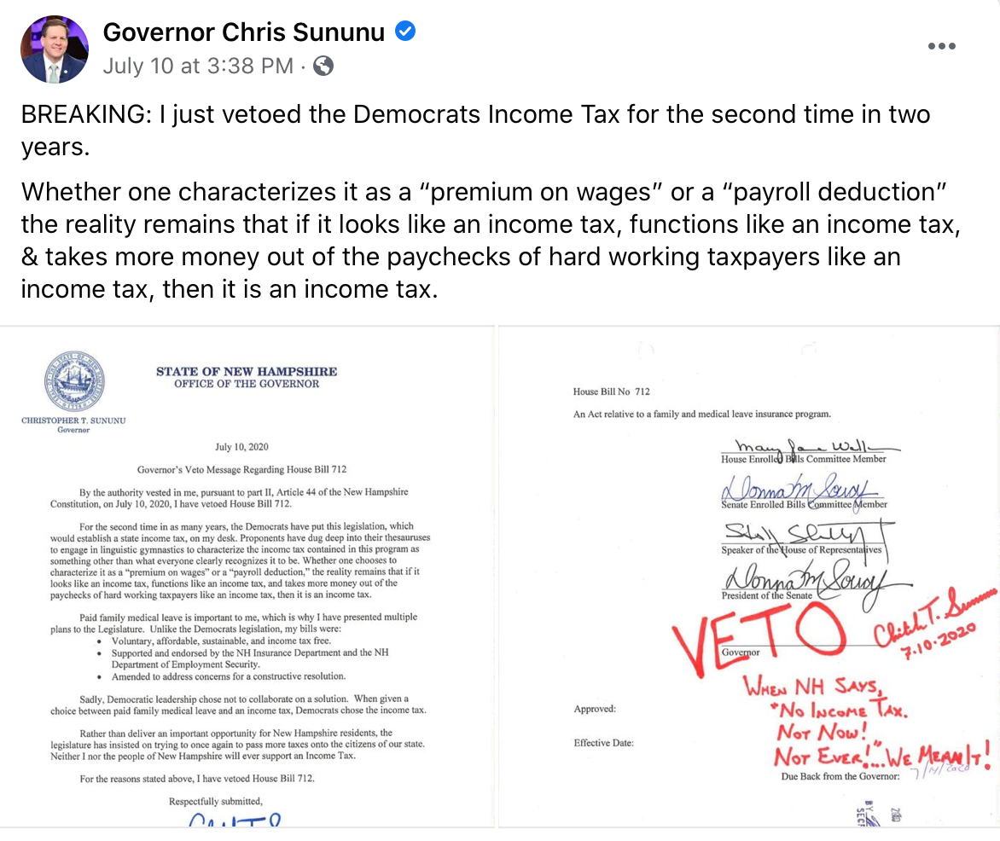 Governor Chris Sununu
July 10 at 3:38 PM ·
BREAKING: I just vetoed the Democrats Income Tax for the second time in two
years.
Whether one characterizes it as a “premium on wages” or a “payroll deduction”
the reality remains that if it looks like an income tax, functions like an income tax,
& takes more money out of the paychecks of hard working taxpayers like an
income tax, then it is an income tax.
STATE OF NEW HAMPSHIRE
OFFICE OF THE GOVERNOR
CHRISTOPHER T. SUNUNU
Governor
July 10, 2020
Governor's Veto Message Regarding House Bill 712
By the authority vested in me, pursuant to part II, Article 44 of the New Hampshire
Constitution, on July 10, 2020, I have vetoed House Bill 712.
For the second time in as many years, the Democrats have put this legislation, which
would establish a state income tax, on my desk. Proponents have dug deep into their thesauruses
to engage in linguistic gymnastics to characterize the income tax contained in this program as
something other than what everyone clearly recognizes it to be. Whether one chooses to
characterize it as a “premium on wages” or a “payroll deduction,” the reality remains that if it
looks like an income tax, functions like an income tax, and takes more money out of the
paychecks of hard working taxpayers like an income tax, then it is an income tax.
Paid family medical leave is important to me, which is why I have presented multiple
plans to the Legislature. Unlike the Democrats legislation, my bills were:
• Voluntary, affordable, sustainable, and income tax free.
• Supported and endorsed by the NH Insurance Department and the NH
Department of Employment Security.
• Amended to address concerns for a constructive resolution.
Sadly, Democratic leadership chose not to collaborate on a solution. When given a
choice between paid family medical leave and an income tax, Democrats chose the income tax.
Rather than deliver an important opportunity for New Hampshire residents, the
legislature has insisted on trying to once again to pass more taxes onto the citizens of our state.
Neither I nor the people of New Hampshire will ever support an Income Tax.
For the reasons stated above, I have vetoed House Bill 712.
Respectfully submitted,
House Bill No 712
An Act relative to a family and medical leave insurance program.
House Enrolled Bills Committee Member
Donna M Soucy
Senate Enrolled Bills Committee Member
Speaker of the House of Representatives
Donna M Soucy
President of the Senate
VETO
7.10.2020
Governor
WHEN NH SAYS,
"NO INCOME TAX.
Approved:
NOT NOW!
Effective Date:
NOT EVER!"...WE MEAN IT!
Due Back from the Governor: